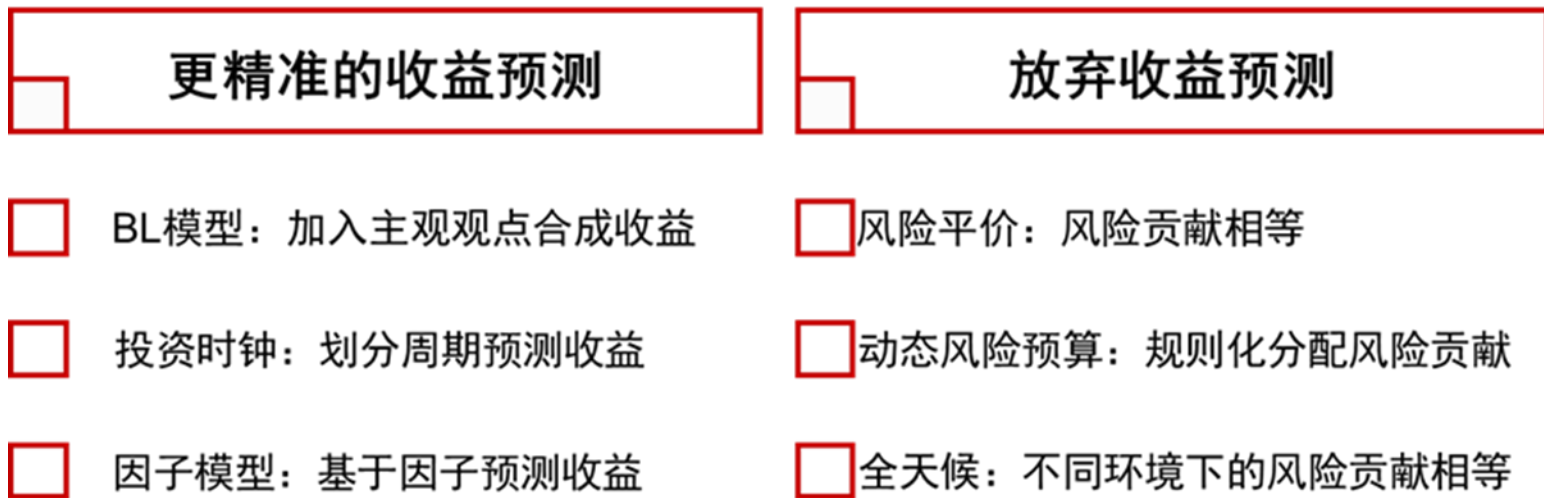 更精准的收益预测
BL模型：加入主观观点合成收益
投资时钟：划分周期预测收益
因子模型：基于因子预测收益
放弃收益预测
风险平价：风险贡献相等
动态风险预算：规则化分配风险贡献
全天候：不同环境下的风险贡献相等